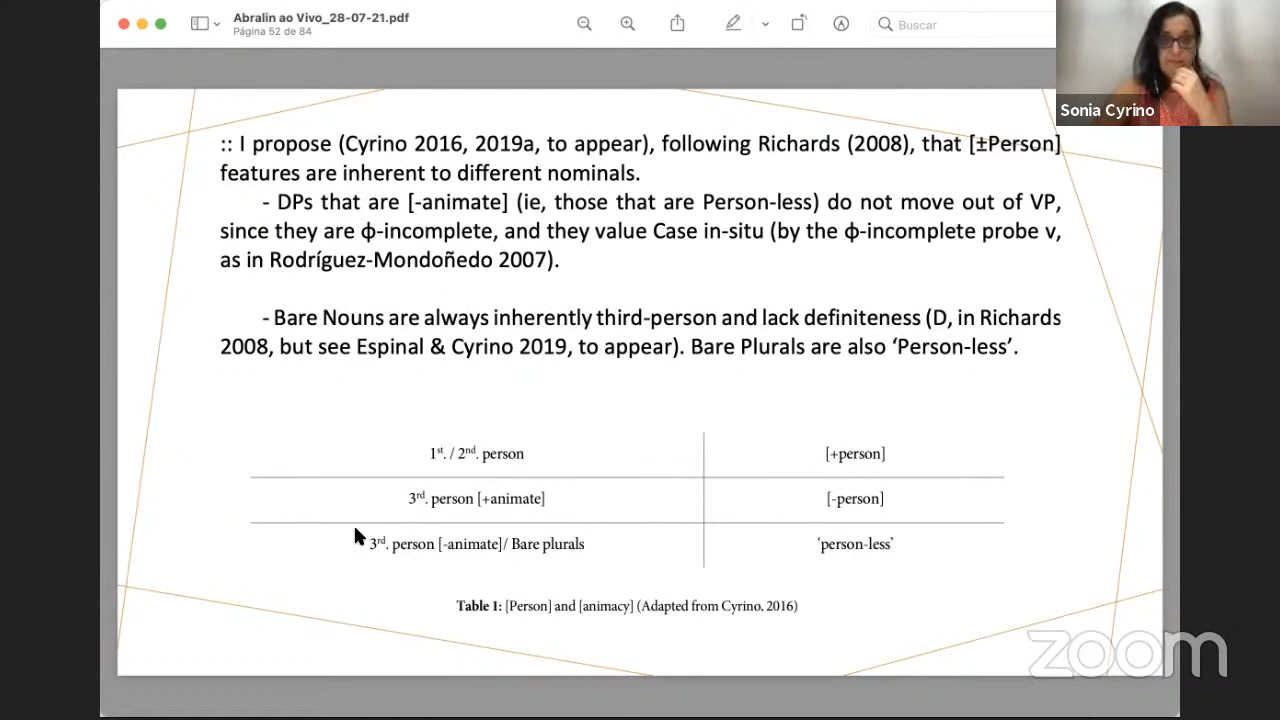 Abralin ao Vivo_28-07-21.pdf
Página 52 de 84
Buscar
Sonia Cyrino
:: I propose (Cyrino 2016, 2019a, to appear), following Richards (2008), that [±Person]
features are inherent to different nominals.
- DPs that are [-animate] (ie, those that are Person-less) do not move out of VP,
since they are ф-incomplete, and they value Case in-situ (by the ф-incomplete probe v,
as in Rodríguez-Mondoñedo 2007).
- Bare Nouns are always inherently third-person and lack definiteness (D, in Richards
2008, but see Espinal & Cyrino 2019, to appear). Bare Plurals are also ‘Person-less’.
1st. / 2nd. person [+person]
3rd. person [+animate] [-person]
3rd. person [-animate]/ Bare plurals ‘person-less’
Table 1: [Person] and [animacy] (Adapted from Cyrino, 2016)
zoom